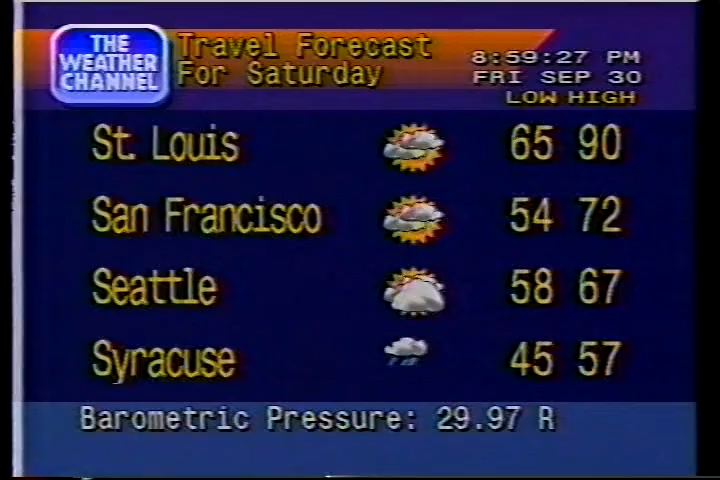 THE
WEATHER
CHANNEL
Travel Forecast
For Saturday
8:59:27 PM
FRI SEP 30
LOW HIGH
St. Louis 65 90
San Francisco 54 72
Seattle 58 67
Syracuse 45 57
Barometric Pressure: 29.97 R